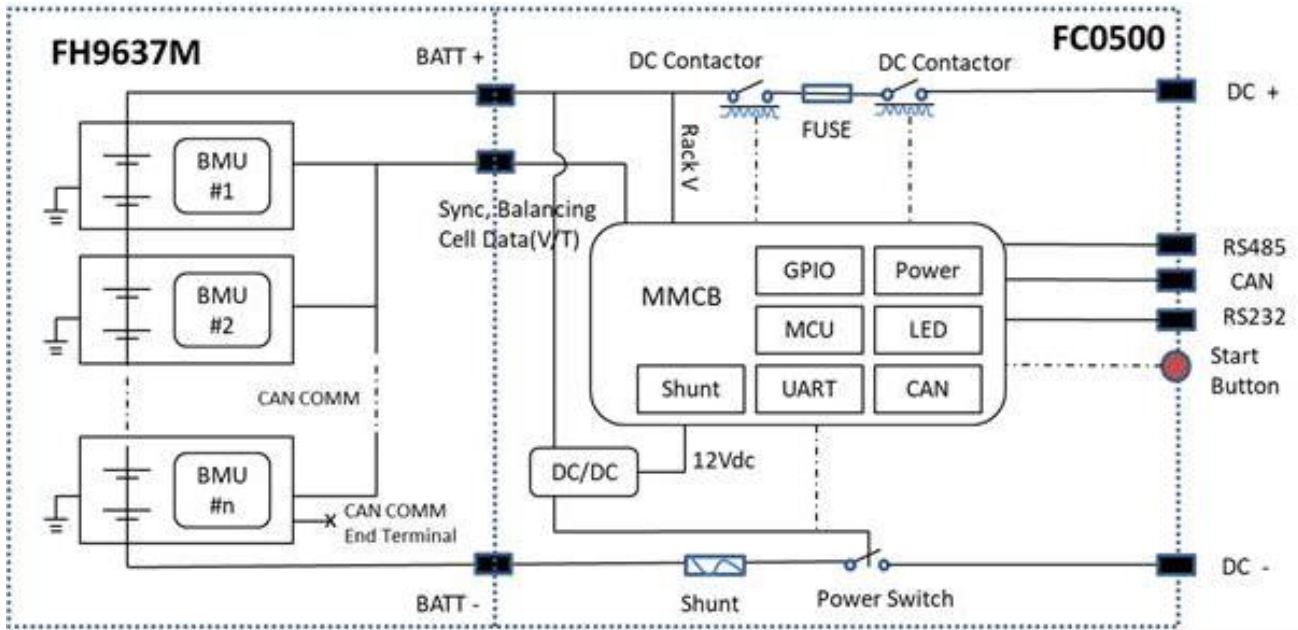 FH9637M
FC0500
BATT +
DC Contactor
DC Contactor
DC +
FUSE
Rack V
BMU
#1
Sync, Balancing
Cell Data(V/T)
BMU
#2
MMCB
GPIO
Power
MCU
LED
Shunt
UART
CAN
RS485
CAN
RS232
Start
Button
CAN COMM
BMU
#n
CAN COMM
End Terminal
DC/DC
12Vdc
BATT -
Shunt
Power Switch
DC -